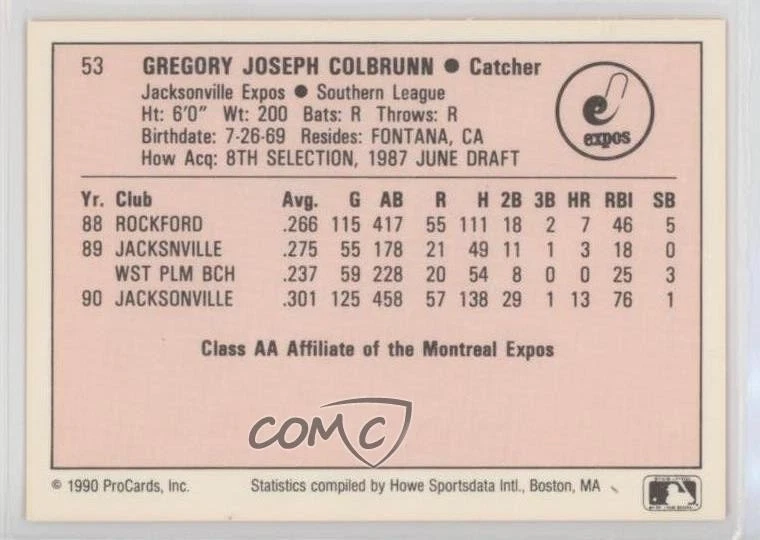 53 GREGORY JOSEPH COLBRUNN ● Catcher
Jacksonville Expos ● Southern League
Ht: 6'0" Wt: 200 Bats: R Throws: R
Birthdate: 7-26-69 Resides: FONTANA, CA
How Acq: 8TH SELECTION, 1987 JUNE DRAFT
expos
Yr. Club Avg. G AB R H 2B 3B HR RBI SB
88 ROCKFORD .266 115 417 55 111 18 2 7 46 5
89 JACKSNVILLE .275 55 178 21 49 11 1 3 18 0
WST PLM BCH .237 59 228 20 54 8 0 0 25 3
90 JACKSONVILLE .301 125 458 57 138 29 1 13 76 1
Class AA Affiliate of the Montreal Expos
COMC
© 1990 ProCards, Inc. Statistics compiled by Howe Sportsdata Intl., Boston, MA